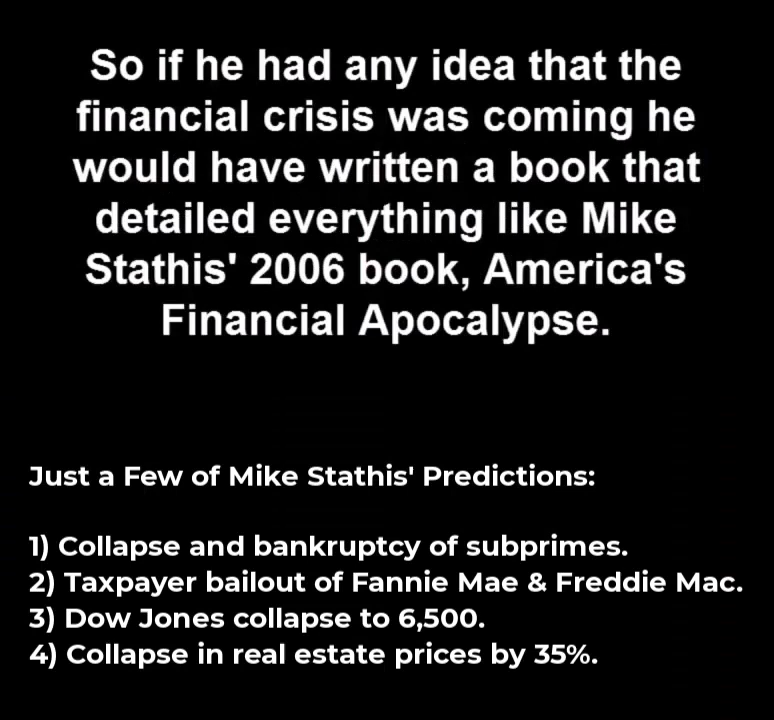 So if he had any idea that the
financial crisis was coming he
would have written a book that
detailed everything like Mike
Stathis' 2006 book, America's
Financial Apocalypse.
Just a Few of Mike Stathis' Predictions:
1) Collapse and bankruptcy of subprimes.
2) Taxpayer bailout of Fannie Mae & Freddie Mac.
3) Dow Jones collapse to 6,500.
4) Collapse in real estate prices by 35%.